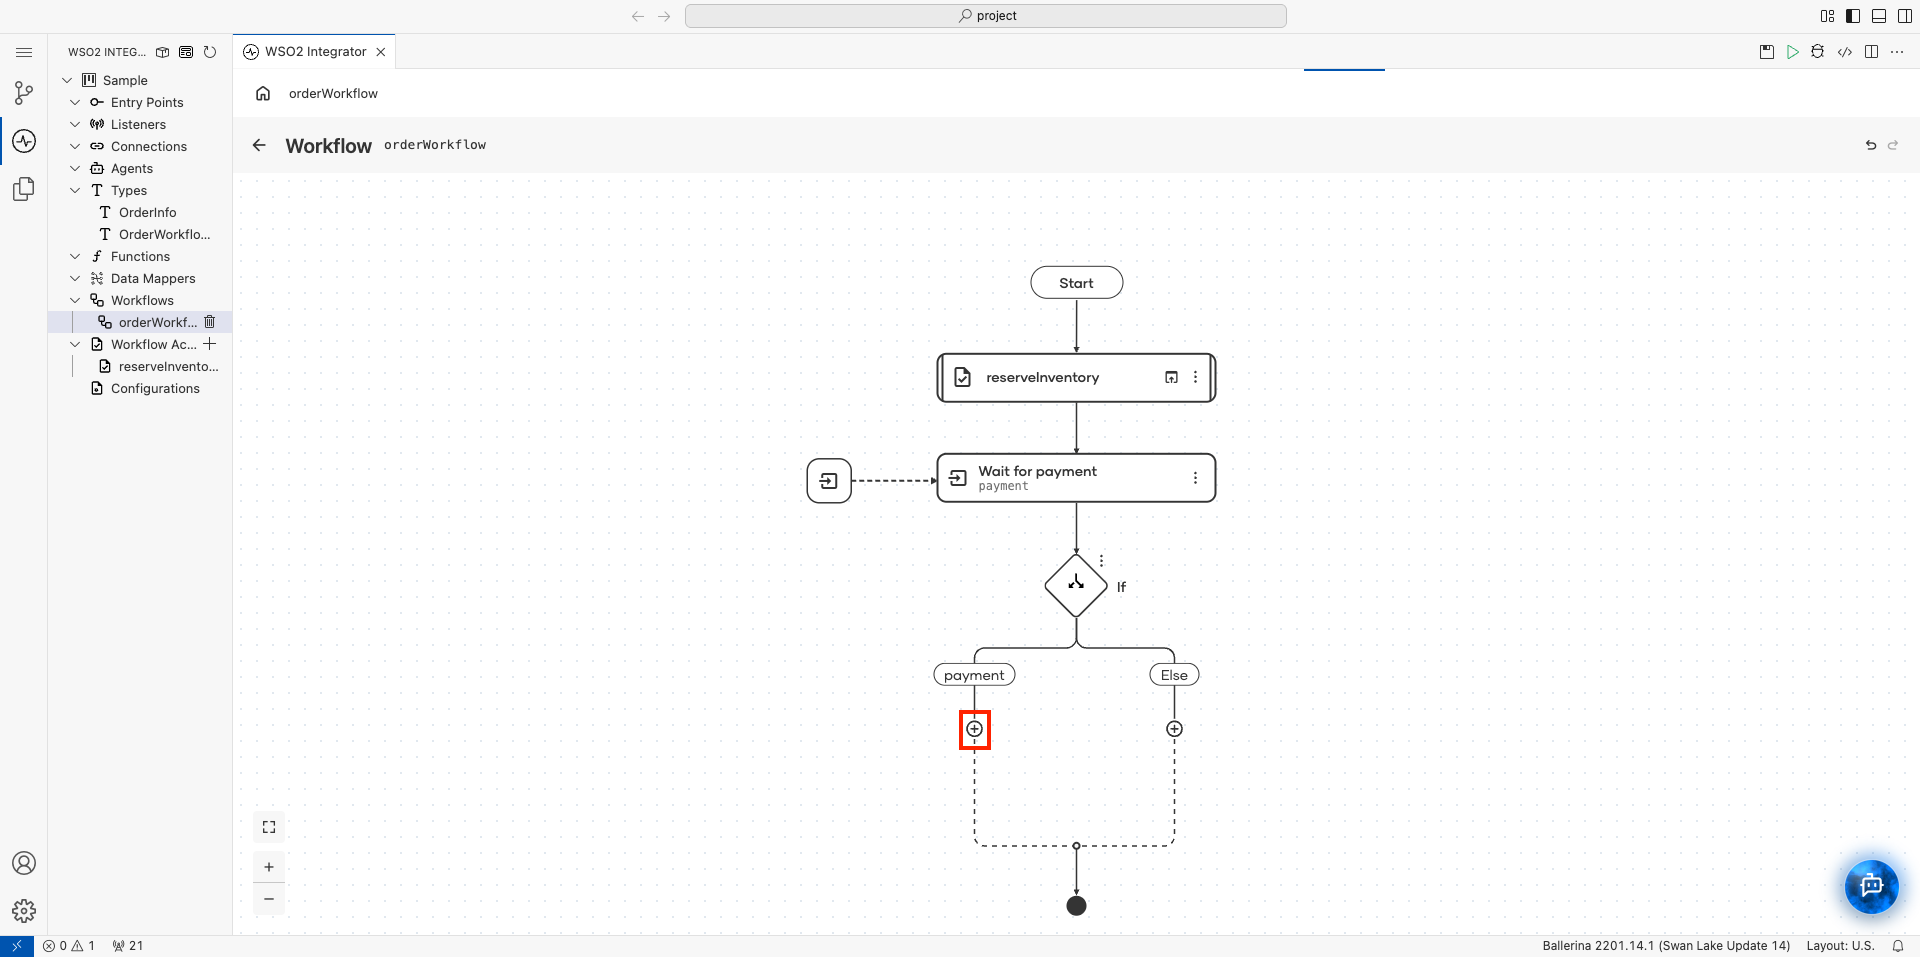 project
WSO2 INTEG...
WSO2 Integrator
Sample
Entry Points
Listeners
Connections
Agents
Types
OrderInfo
OrderWorkflo...
Functions
Data Mappers
Workflows
orderWorkf...
Workflow Ac...
reserveInvento...
Configurations
orderWorkflow
Workflow orderWorkflow
Start
reserveInventory
Wait for payment
payment
If
payment
Else
0 1 21
Ballerina 2201.14.1 (Swan Lake Update 14) Layout: U.S.